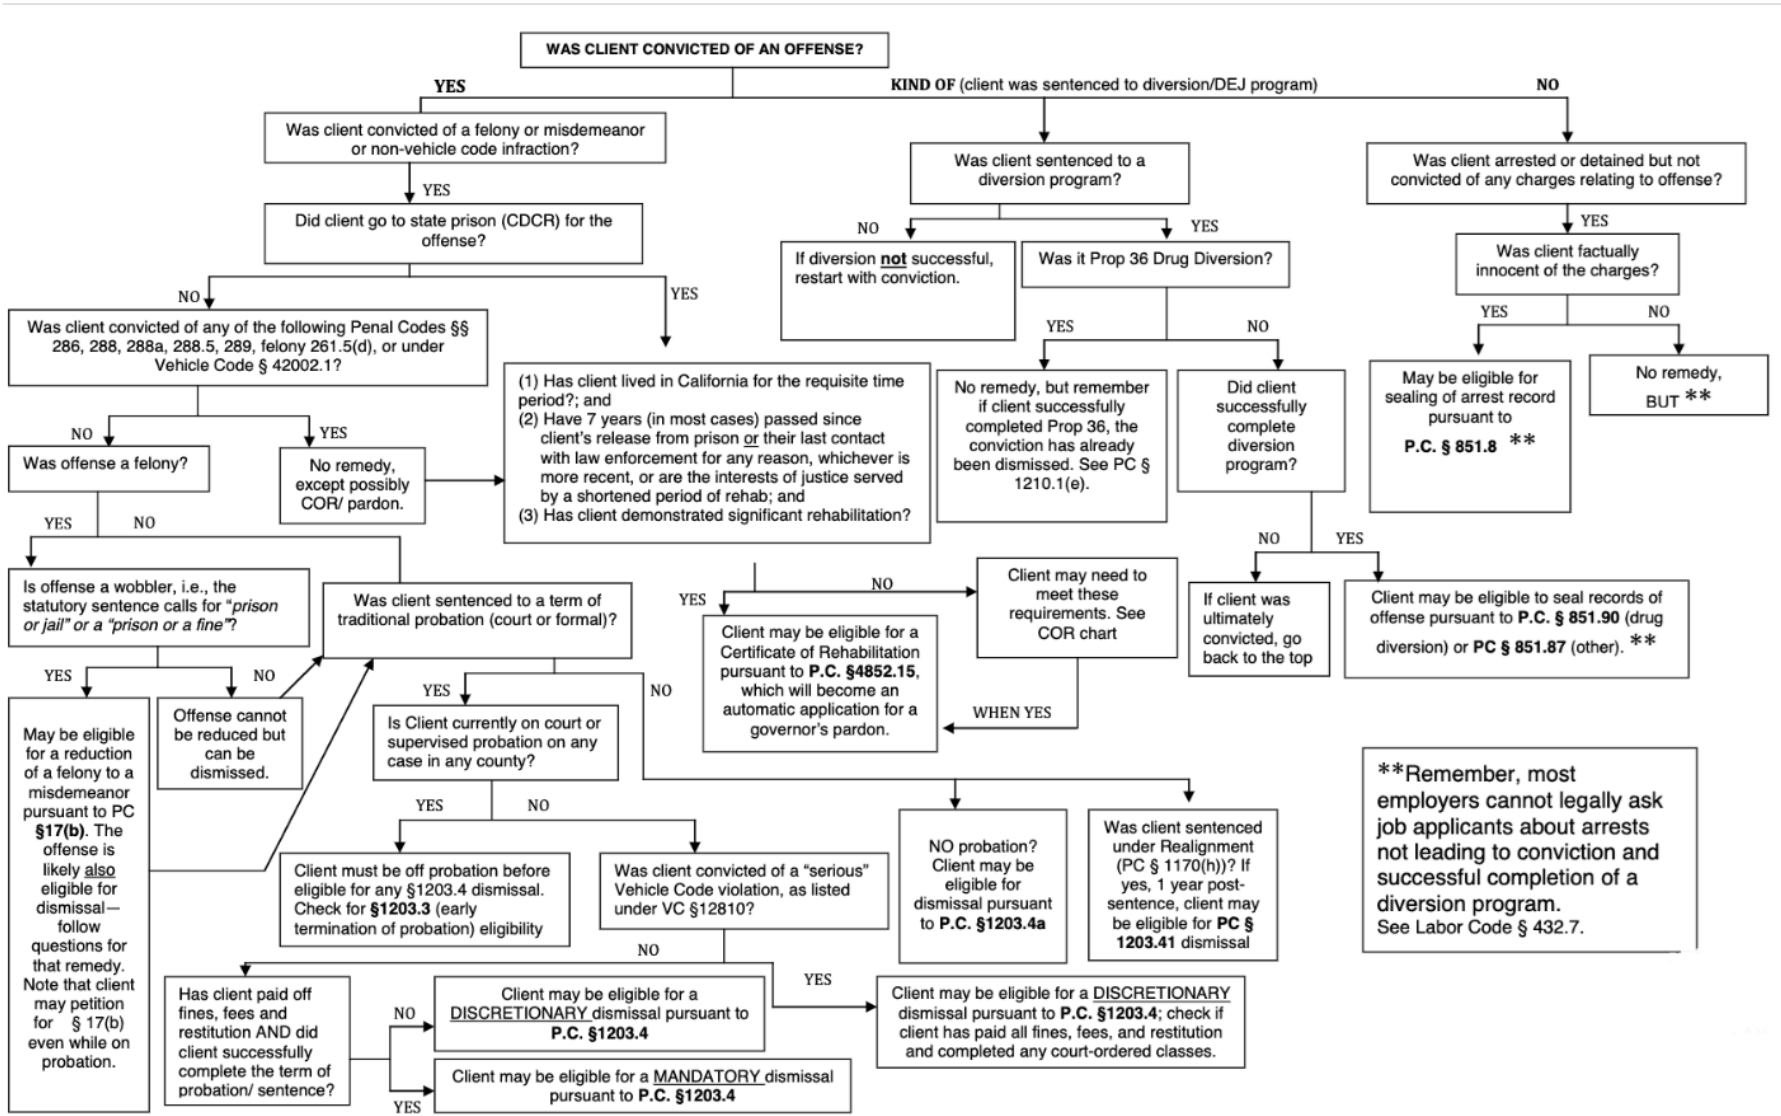 WAS CLIENT CONVICTED OF AN OFFENSE?
YES
KIND OF (client was sentenced to diversion/DEJ program)
NO
Was client convicted of a felony or misdemeanor
or non-vehicle code infraction?
YES
Did client go to state prison (CDCR) for the
offense?
NO
YES
Was client convicted of any of the following Penal Codes §§
286, 288, 288a, 288.5, 289, felony 261.5(d), or under
Vehicle Code § 42002.1?
NO
YES
Was offense a felony?
No remedy,
except possibly
COR/ pardon.
(1) Has client lived in California for the requisite time
period?; and
(2) Have 7 years (in most cases) passed since
client's release from prison or their last contact
with law enforcement for any reason, whichever is
more recent, or are the interests of justice served
by a shortened period of rehab; and
(3) Has client demonstrated significant rehabilitation?
YES
NO
Is offense a wobbler, i.e., the
statutory sentence calls for “prison
or jail” or a “prison or a fine”?
YES
NO
May be eligible
for a reduction
of a felony to a
misdemeanor
pursuant to PC
§17(b). The
offense is
likely also
eligible for
dismissal—
follow
questions for
that remedy.
Note that client
may petition
for § 17(b)
even while on
probation.
Offense cannot
be reduced but
can be
dismissed.
Was client sentenced to a term of
traditional probation (court or formal)?
YES
NO
Is Client currently on court or
supervised probation on any
case in any county?
YES
NO
Client must be off probation before
eligible for any §1203.4 dismissal.
Check for §1203.3 (early
termination of probation) eligibility
Was client convicted of a “serious”
Vehicle Code violation, as listed
under VC §12810?
NO
YES
Has client paid off
fines, fees and
restitution AND did
client successfully
complete the term of
probation/ sentence?
NO
YES
Client may be eligible for a
DISCRETIONARY dismissal pursuant to
P.C. §1203.4
Client may be eligible for a MANDATORY dismissal
pursuant to P.C. §1203.4
Client may be eligible for a DISCRETIONARY
dismissal pursuant to P.C. §1203.4; check if
client has paid all fines, fees, and restitution
and completed any court-ordered classes.
NO probation?
Client may be
eligible for
dismissal pursuant
to P.C. §1203.4a
Was client sentenced
under Realignment
(PC § 1170(h))? If
yes, 1 year post-
sentence, client may
be eligible for PC §
1203.41 dismissal
YES
NO
Client may be eligible for a
Certificate of Rehabilitation
pursuant to P.C. §4852.15,
which will become an
automatic application for a
governor's pardon.
Client may need to
meet these
requirements. See
COR chart
WHEN YES
Was client sentenced to a
diversion program?
NO
YES
If diversion not successful,
restart with conviction.
Was it Prop 36 Drug Diversion?
YES
NO
No remedy, but remember
if client successfully
completed Prop 36, the
conviction has already
been dismissed. See PC §
1210.1(e).
Did client
successfully
complete
diversion
program?
NO
YES
If client was
ultimately
convicted, go
back to the top
Client may be eligible to seal records of
offense pursuant to P.C. § 851.90 (drug
diversion) or PC § 851.87 (other). **
Was client arrested or detained but not
convicted of any charges relating to offense?
YES
Was client factually
innocent of the charges?
YES
NO
May be eligible for
sealing of arrest record
pursuant to
P.C. § 851.8 **
No remedy,
BUT **
**Remember, most
employers cannot legally ask
job applicants about arrests
not leading to conviction and
successful completion of a
diversion program.
See Labor Code § 432.7.